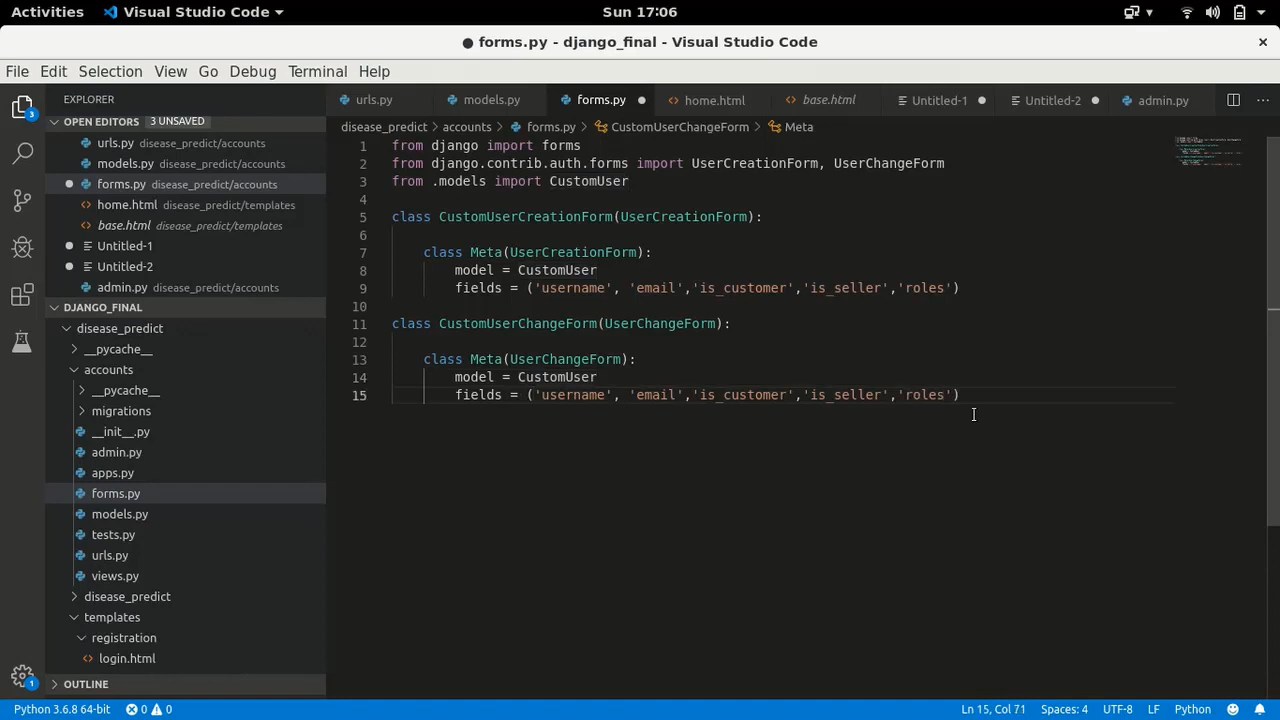 Activities Visual Studio Code Sun 17:06
● forms.py - django_final - Visual Studio Code
File Edit Selection View Go Debug Terminal Help
EXPLORER
OPEN EDITORS 3 UNSAVED
urls.py disease_predict/accounts
models.py disease_predict/accounts
forms.py disease_predict/accounts
home.html disease_predict/templates
base.html disease_predict/templates
Untitled-1
Untitled-2
admin.py disease_predict/accounts
DJANGO_FINAL
disease_predict
__pycache__
accounts
__pycache__
migrations
__init__.py
admin.py
apps.py
forms.py
models.py
tests.py
urls.py
views.py
disease_predict
templates
registration
login.html
OUTLINE
3
1
urls.py models.py forms.py home.html base.html Untitled-1 Untitled-2 admin.py
disease_predict > accounts > forms.py > CustomUserChangeForm > Meta
1 from django import forms
2 from django.contrib.auth.forms import UserCreationForm, UserChangeForm
3 from .models import CustomUser
4
5 class CustomUserCreationForm(UserCreationForm):
6
7 class Meta(UserCreationForm):
8 model = CustomUser
9 fields = ('username', 'email','is_customer','is_seller','roles')
10
11 class CustomUserChangeForm(UserChangeForm):
12
13 class Meta(UserChangeForm):
14 model = CustomUser
15 fields = ('username', 'email','is_customer','is_seller','roles')
Python 3.6.8 64-bit 0 0 Ln 15, Col 71 Spaces: 4 UTF-8 LF Python